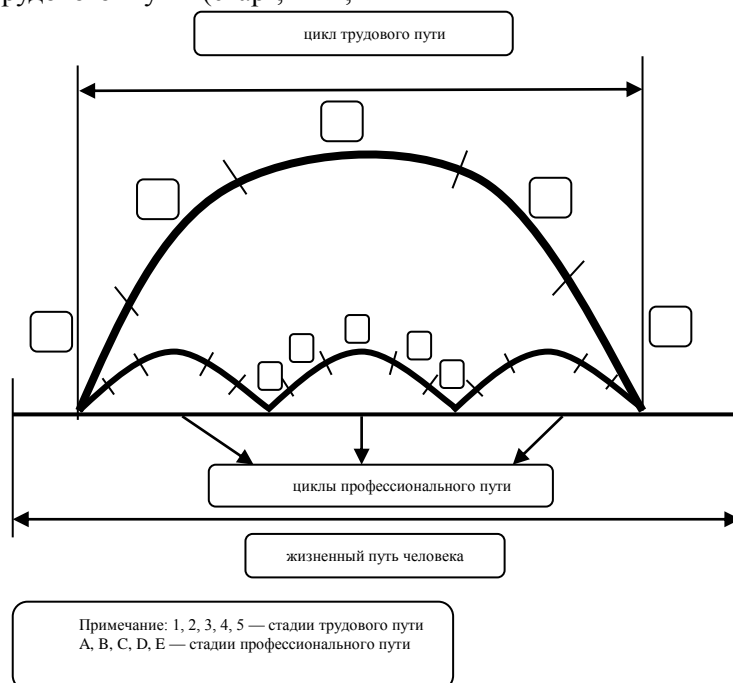 цикл трудового пути
циклы профессионального пути
жизненный путь человека
Примечание: 1, 2, 3, 4, 5 — стадии трудового пути
A, B, C, D, E — стадии профессионального пути